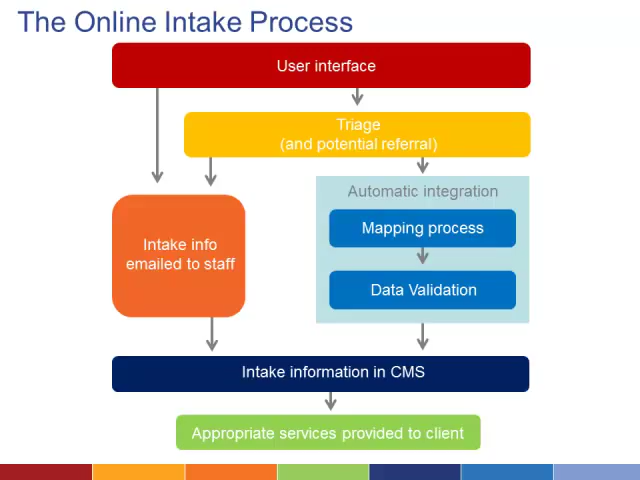 The Online Intake Process
User interface
Triage
(and potential referral)
Automatic integration
Mapping process
Intake info
emailed to staff
Data Validation
Intake information in CMS
Appropriate services provided to client